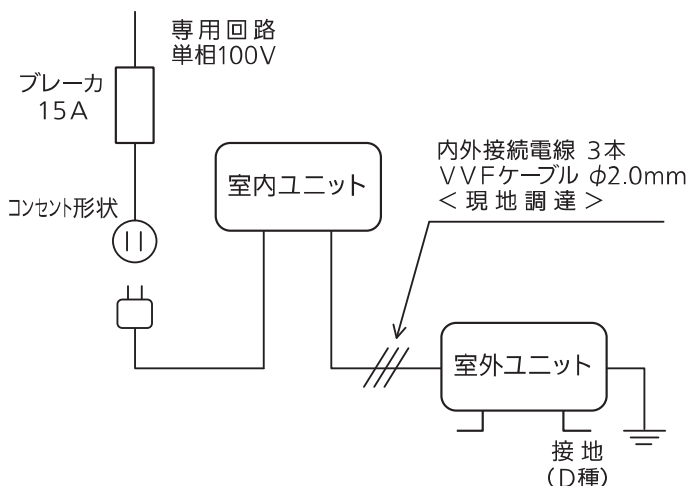 専用回路
単相100V
ブレーカ
15A
コンセント形状
室内ユニット
内外接続電線 3本
VVFケーブル φ2.0mm
<現地調達>
室外ユニット
接地
(D種)